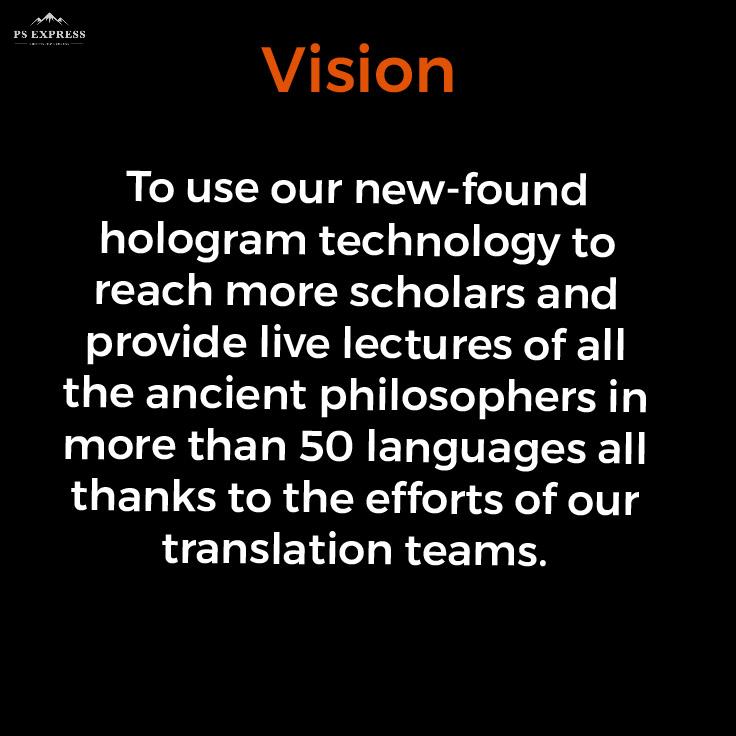 PS EXPRESS
Vision
To use our new-found
hologram technology to
reach more scholars and
provide live lectures of all
the ancient philosophers in
more than 50 languages all
thanks to the efforts of our
translation teams.